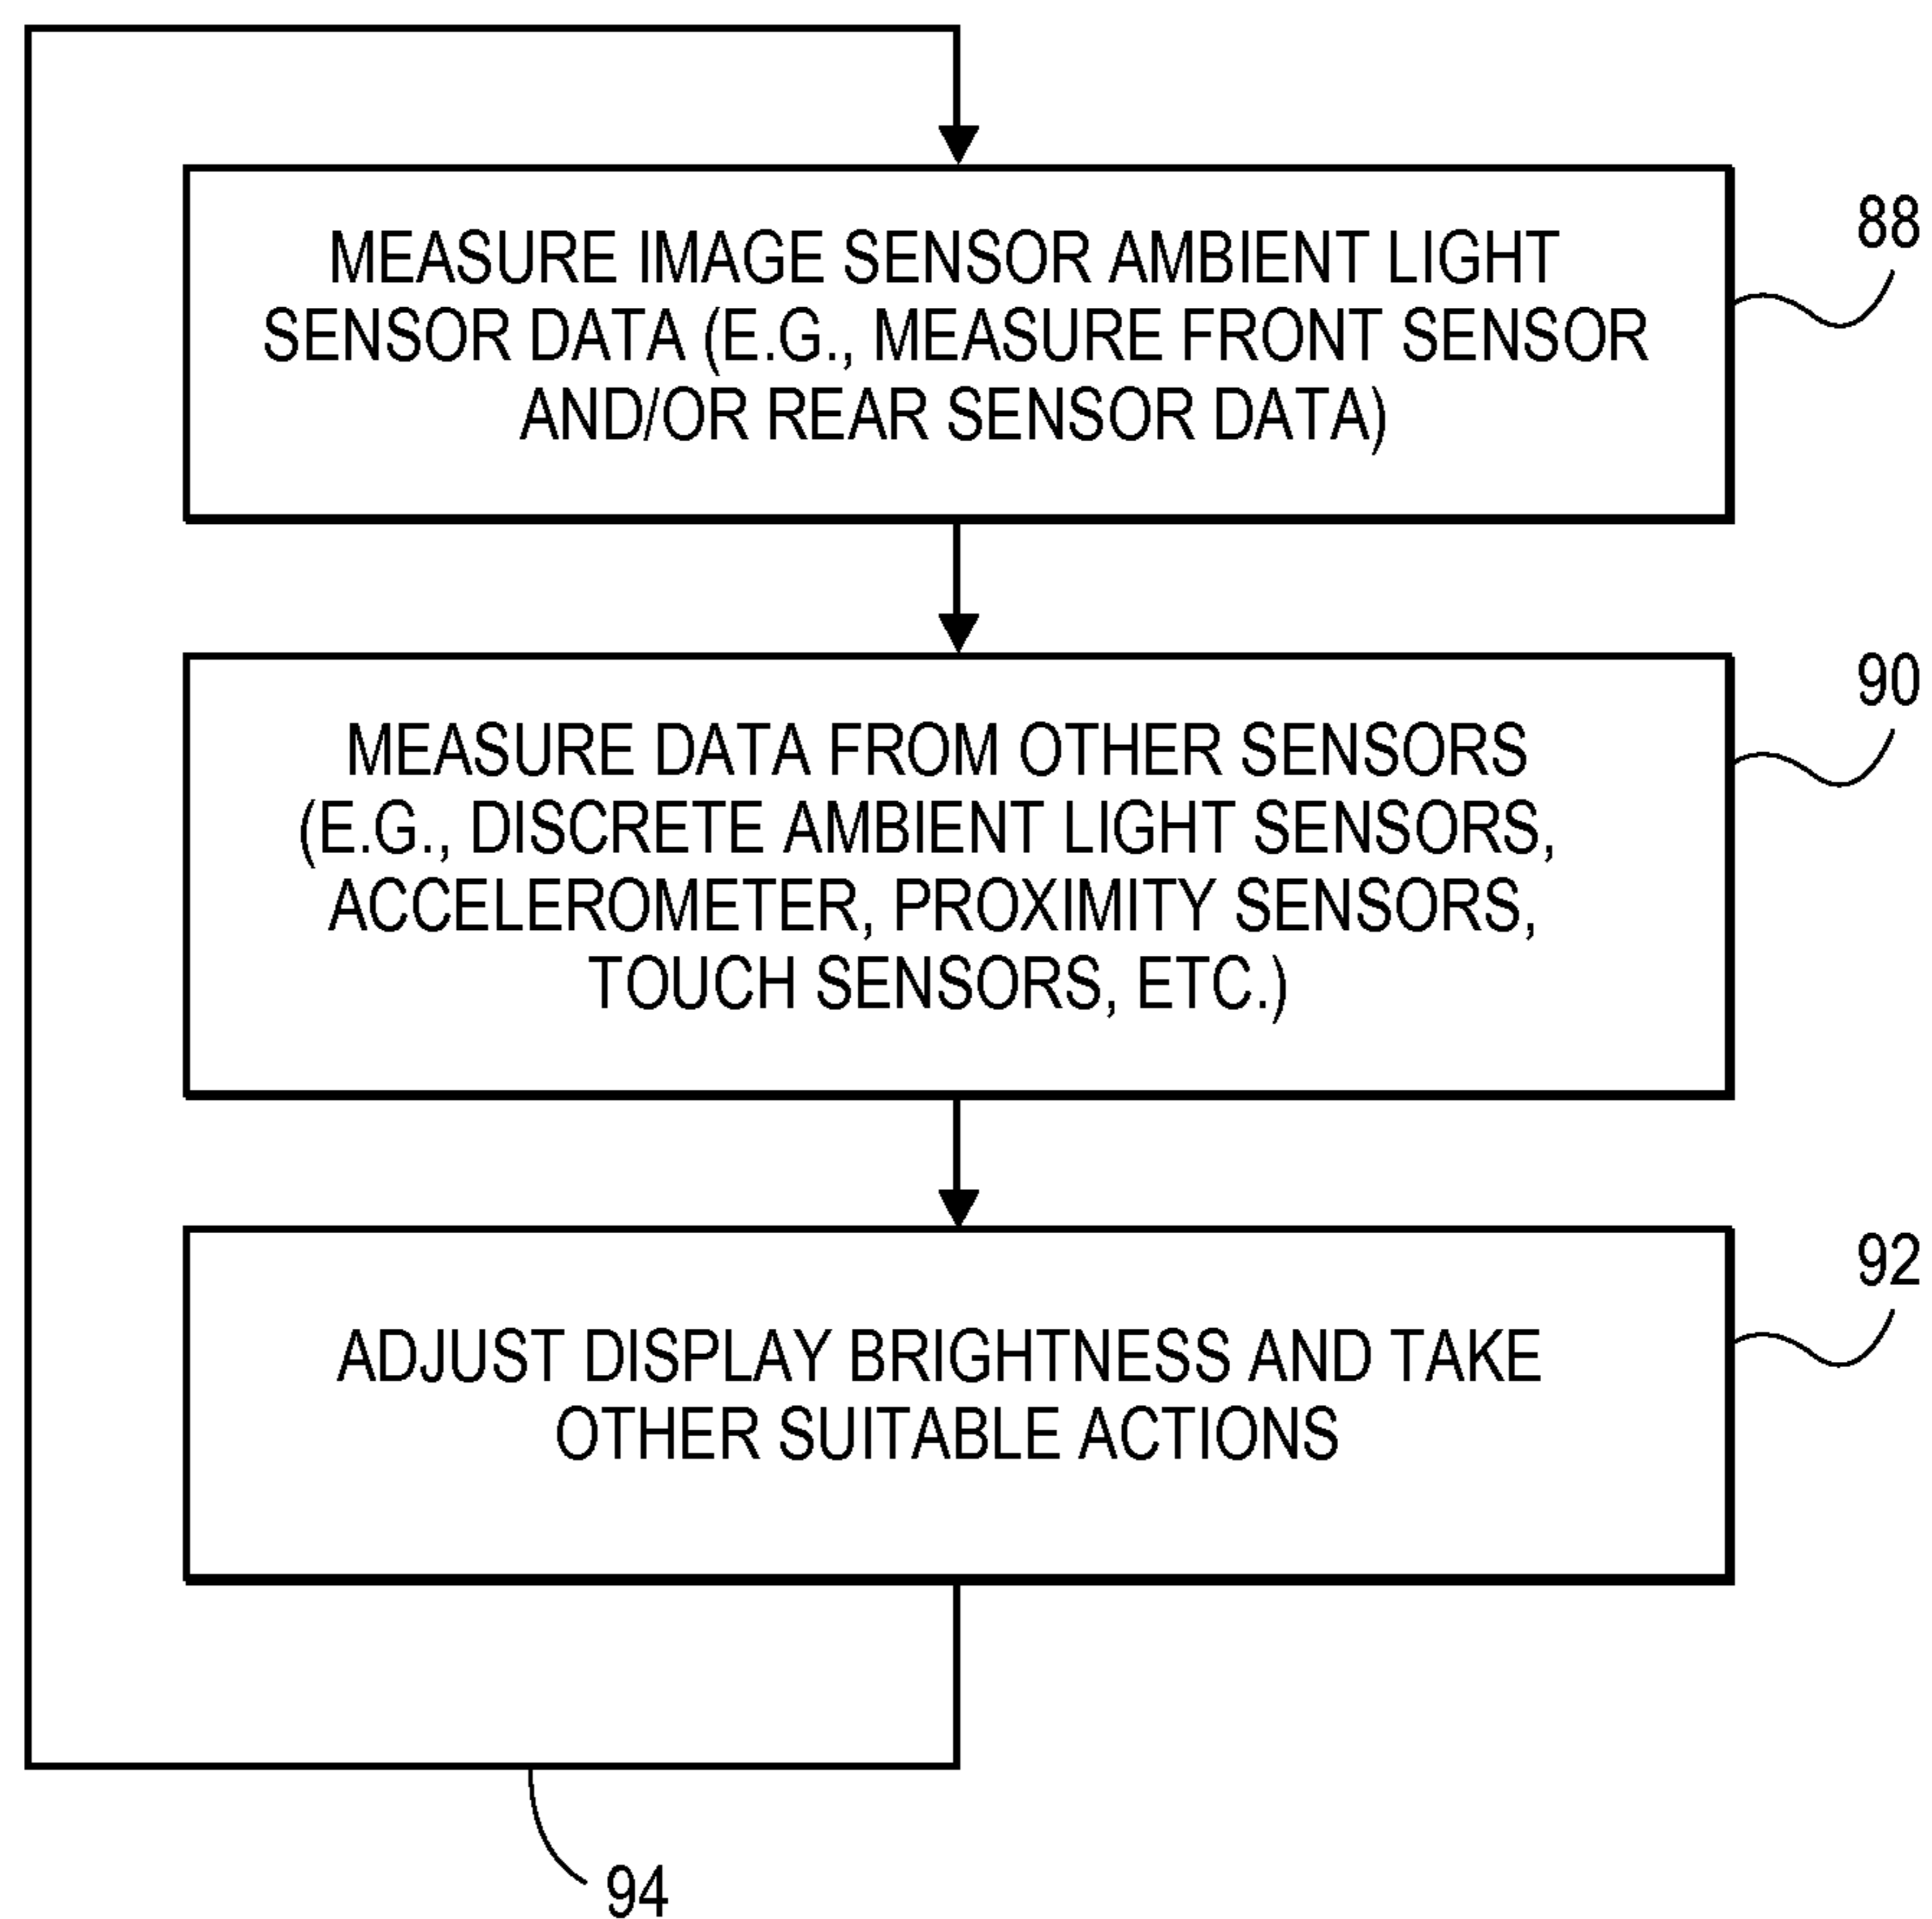 MEASURE IMAGE SENSOR AMBIENT LIGHT
SENSOR DATA (E.G., MEASURE FRONT SENSOR
AND/OR REAR SENSOR DATA)
88
MEASURE DATA FROM OTHER SENSORS
(E.G., DISCRETE AMBIENT LIGHT SENSORS,
ACCELEROMETER, PROXIMITY SENSORS,
TOUCH SENSORS, ETC.)
90
ADJUST DISPLAY BRIGHTNESS AND TAKE
OTHER SUITABLE ACTIONS
92
94